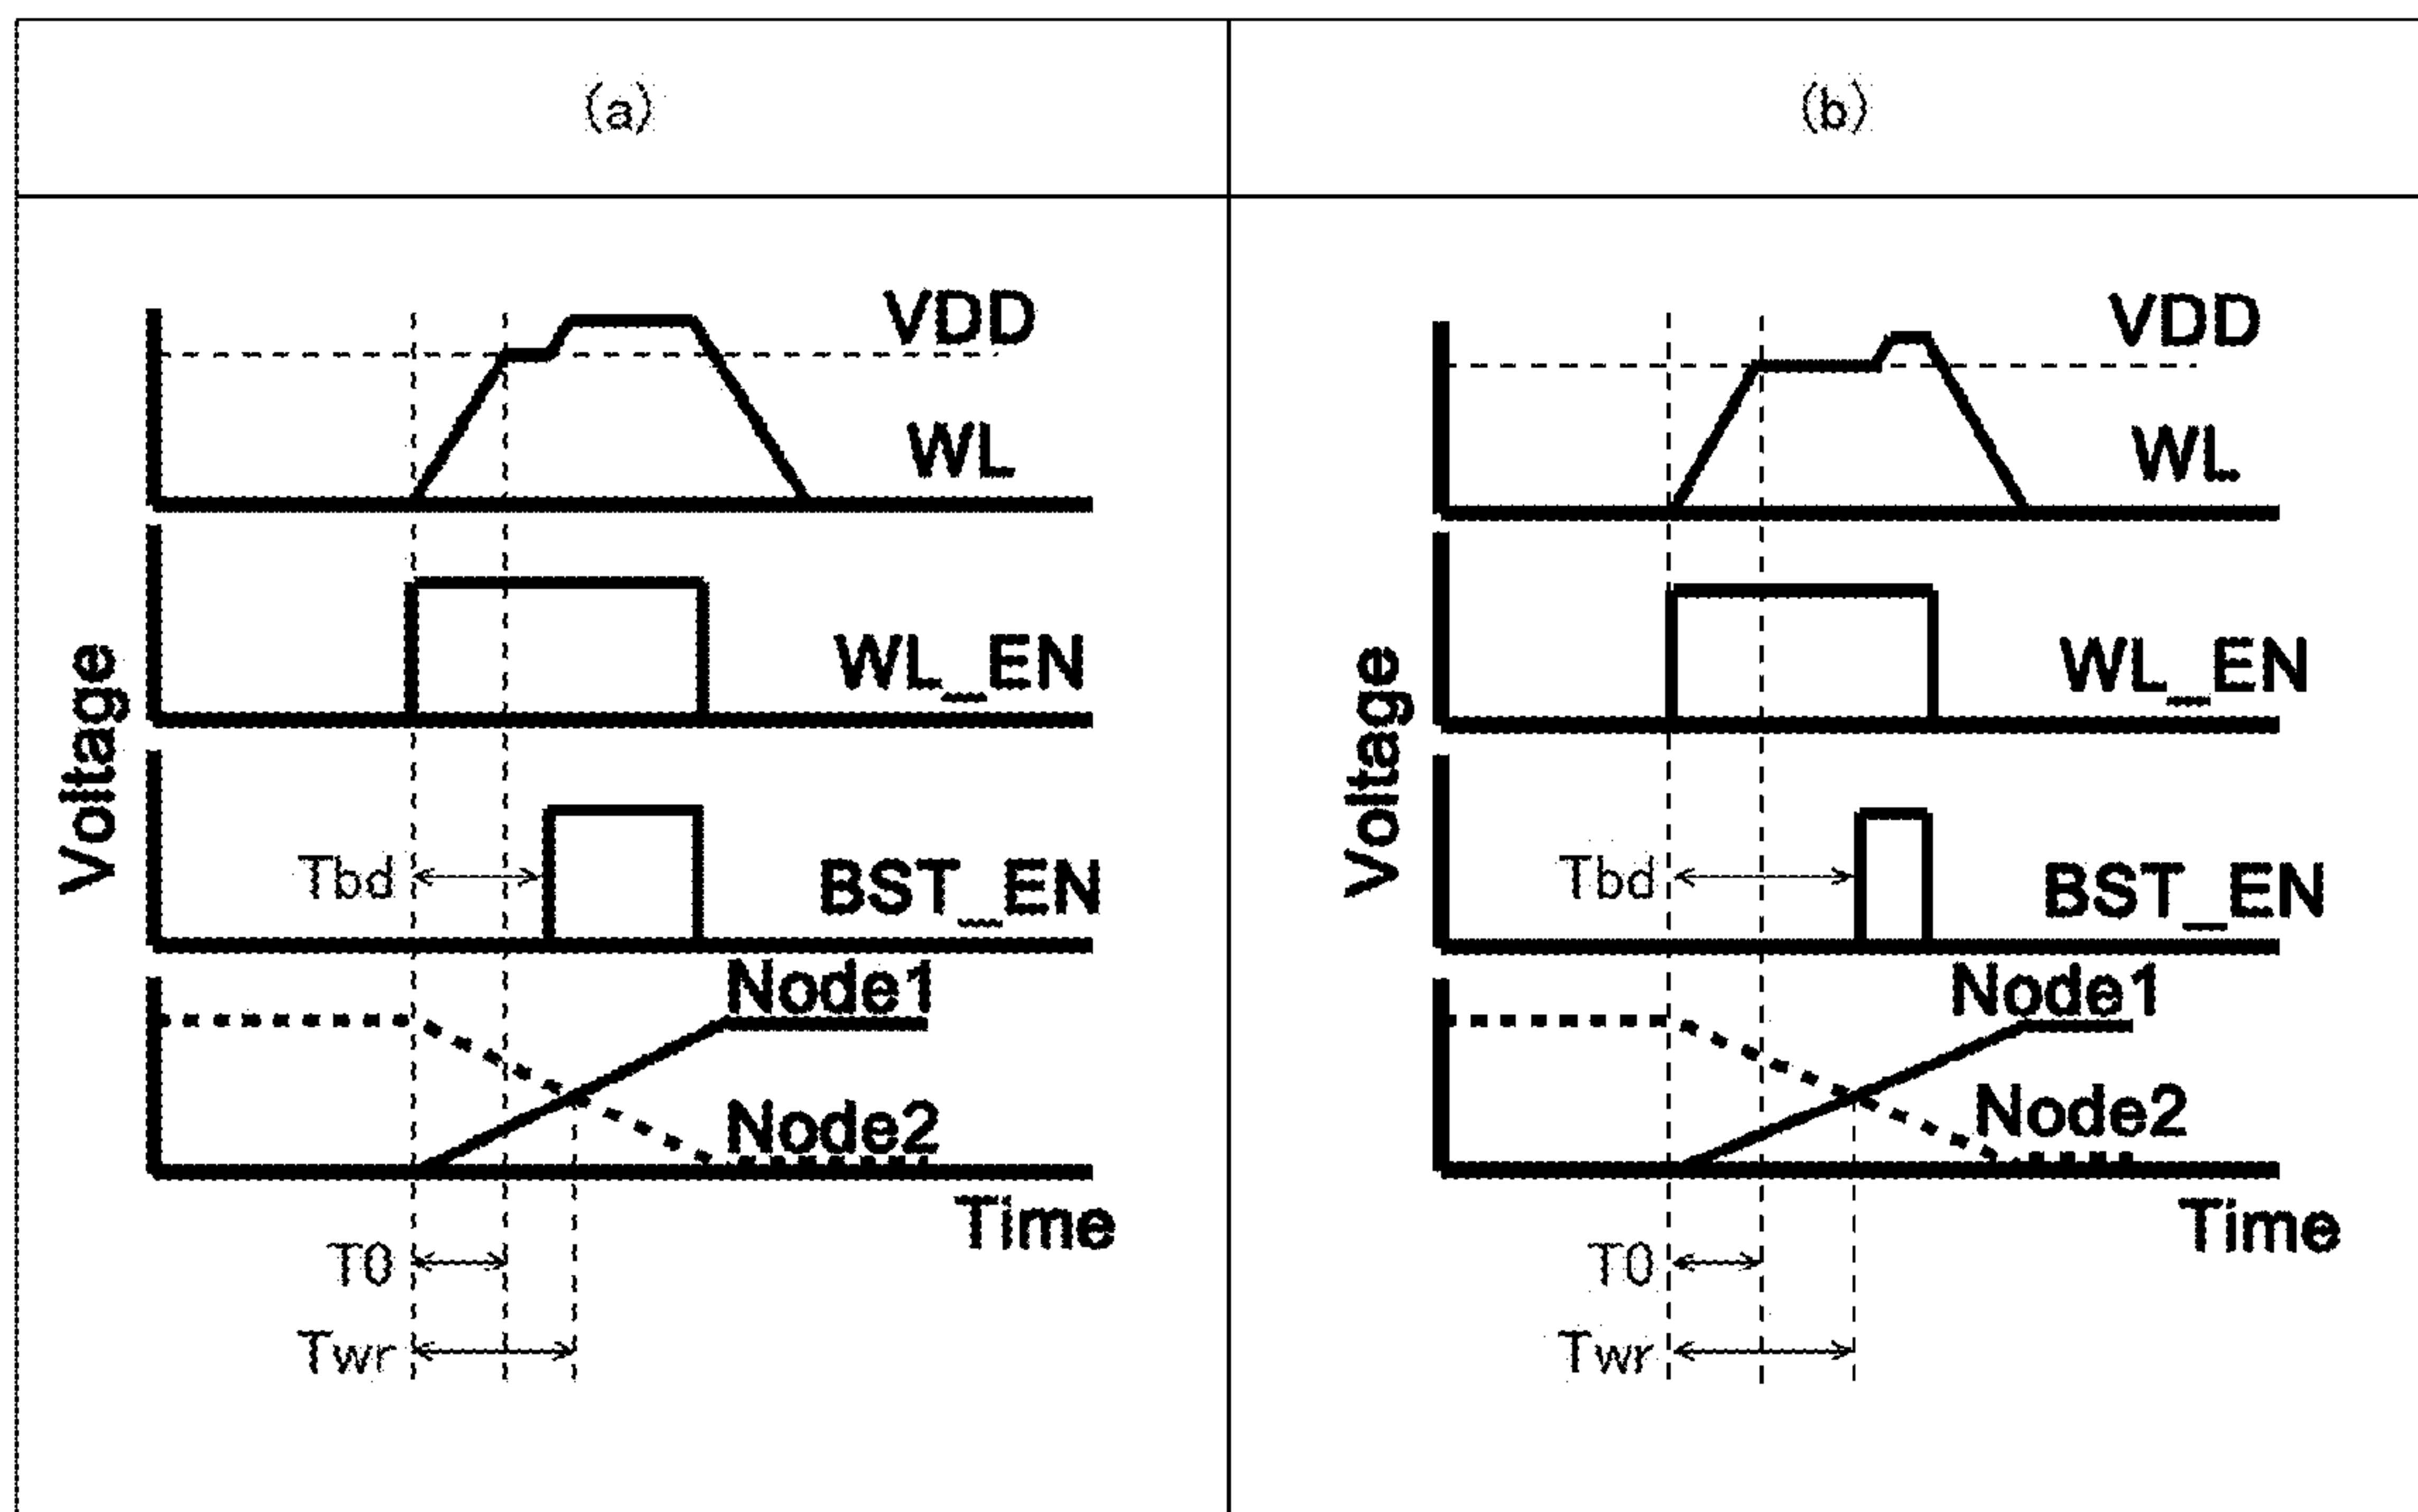 (a)
VDD
WL
WL_EN
Voltage
Tbd
BST_EN
Node1
Node2
Time
T0
Twr
(b)
VDD
WL
WL_EN
Voltage
Tbd
BST_EN
Node1
Node2
Time
T0
Twr